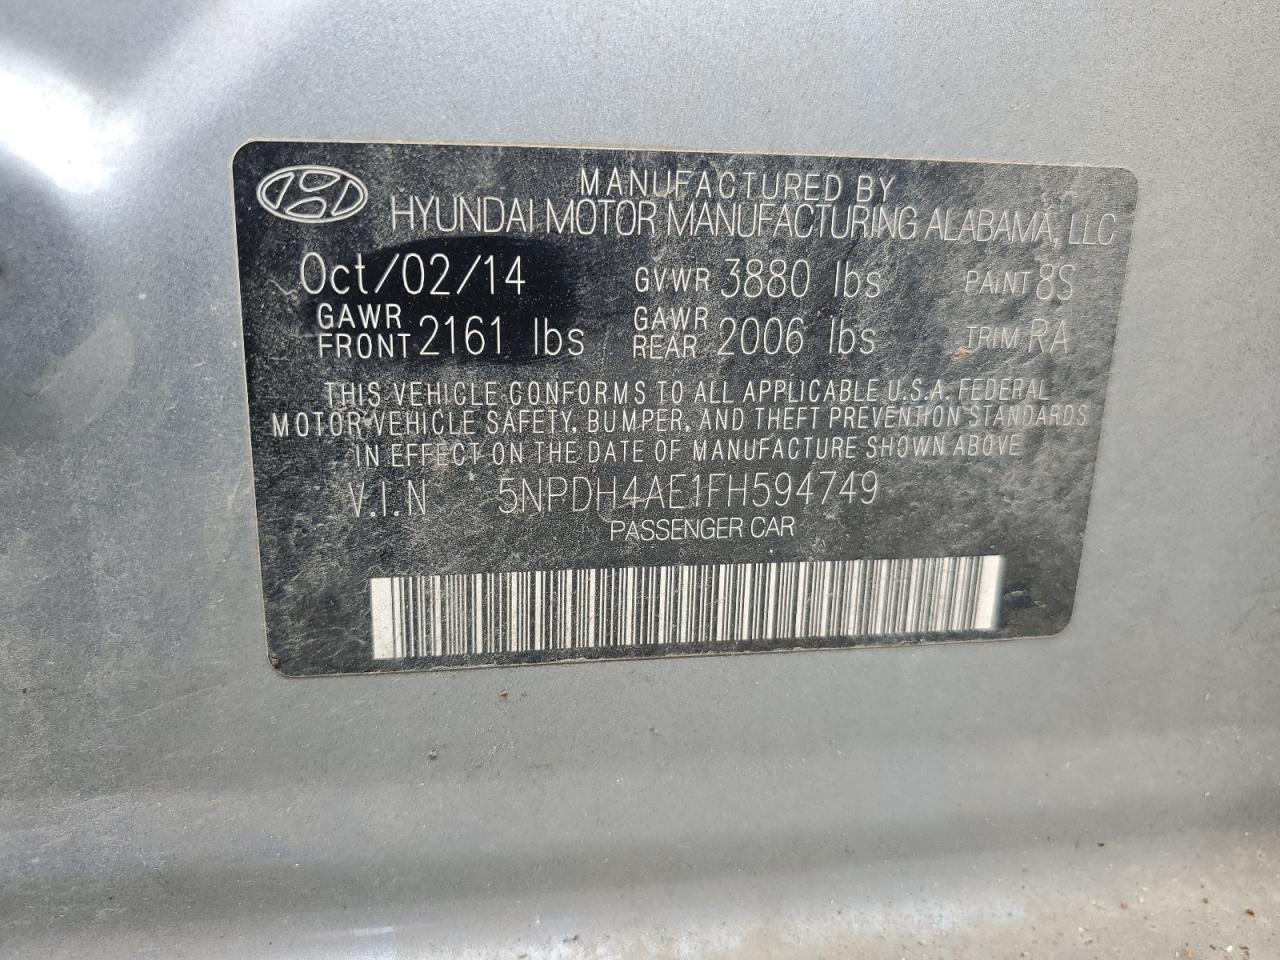 MANUFACTURED BY
HYUNDAI MOTOR MANUFACTURING ALABAMA, LLC
Oct/02/14 GVWR 3880 lbs PAINT 8S
GAWR FRONT 2161 lbs GAWR REAR 2006 lbs TRIM RA
THIS VEHICLE CONFORMS TO ALL APPLICABLE U.S.A. FEDERAL
MOTOR VEHICLE SAFETY, BUMPER, AND THEFT PREVENTION STANDARDS
IN EFFECT ON THE DATE OF MANUFACTURE SHOWN ABOVE
V.I.N 5NPDH4AE1FH594749
PASSENGER CAR